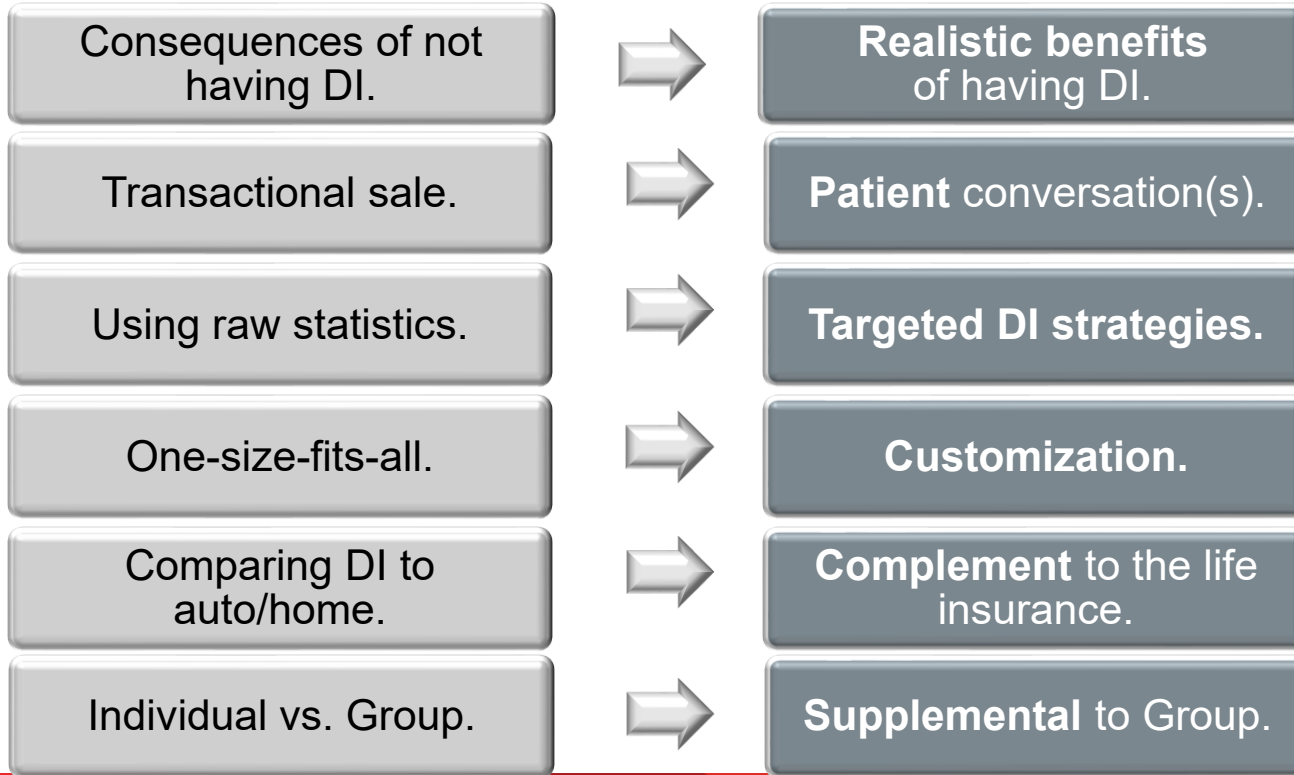 Consequences of not
having DI.
Realistic benefits
of having DI.
Transactional sale.
Patient conversation(s).
Using raw statistics.
Targeted DI strategies.
One-size-fits-all.
Customization.
Comparing DI to
auto/home.
Complement to the life
insurance.
Individual vs. Group.
Supplemental to Group.